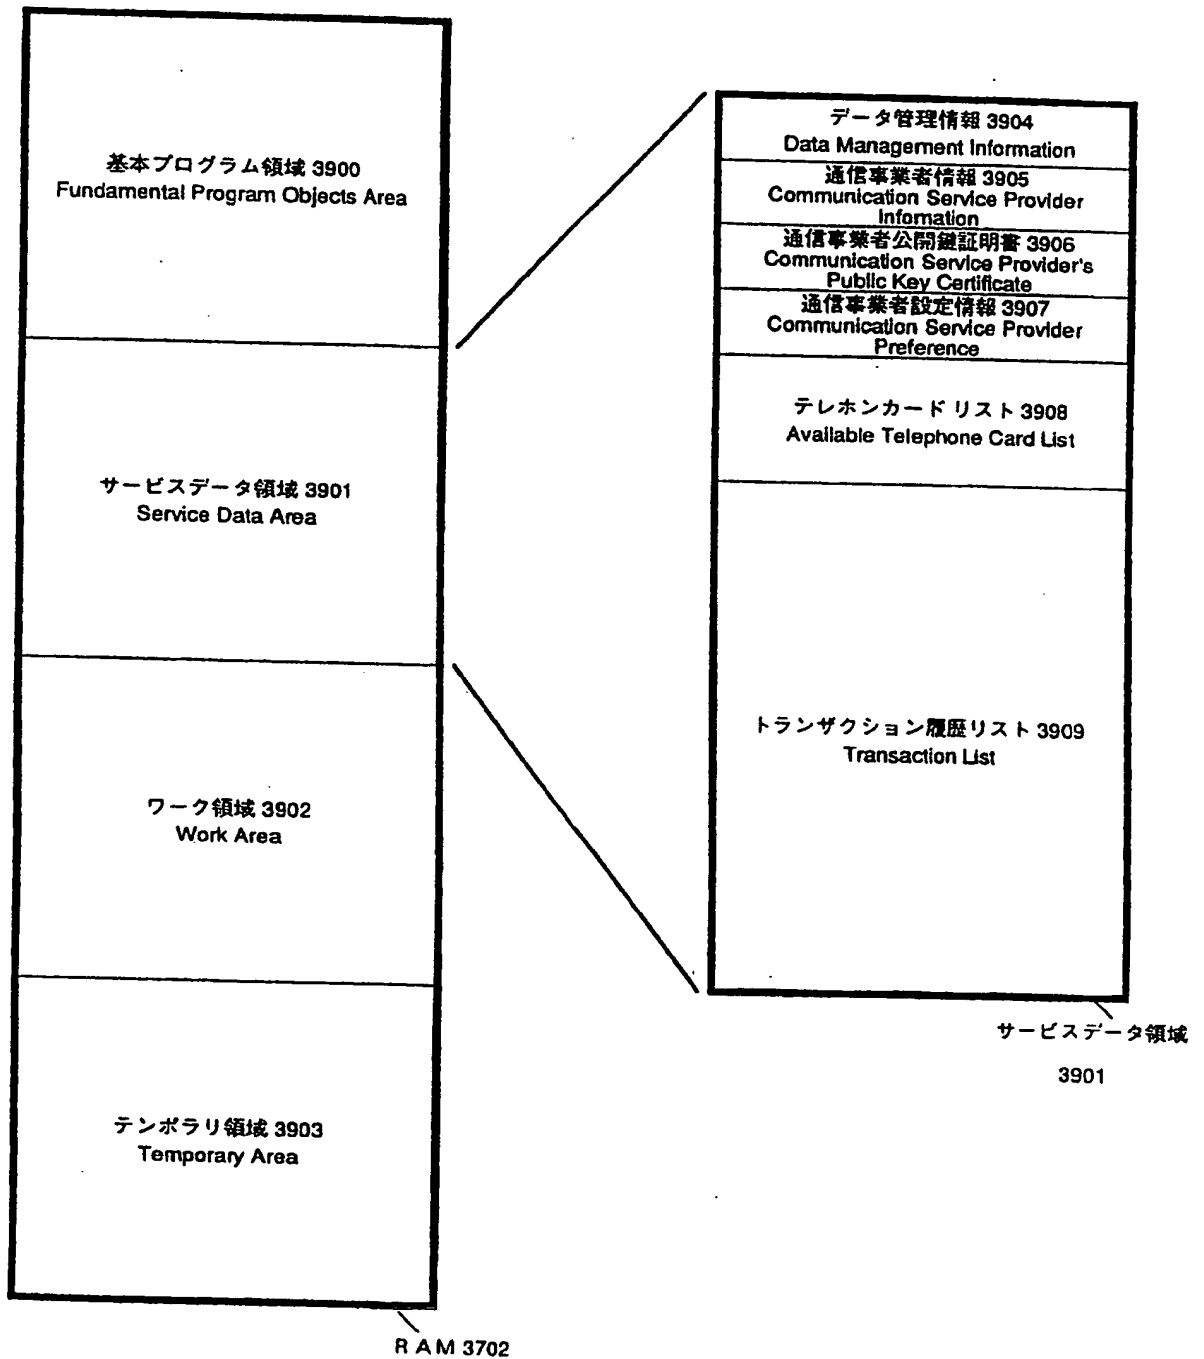 基本プログラム領域 3900
Fundamental Program Objects Area
サービスデータ領域 3901
Service Data Area
ワーク領域 3902
Work Area
テンポラリ領域 3903
Temporary Area
RAM 3702
データ管理情報 3904
Data Management Information
通信事業者情報 3905
Communication Service Provider
Infomation
通信事業者公開鍵証明書 3906
Communication Service Provider's
Public Key Certificate
通信事業者設定情報 3907
Communication Service Provider
Preference
テレホンカード リスト 3908
Available Telephone Card List
トランザクション履歴リスト 3909
Transaction List
サービスデータ領域
3901